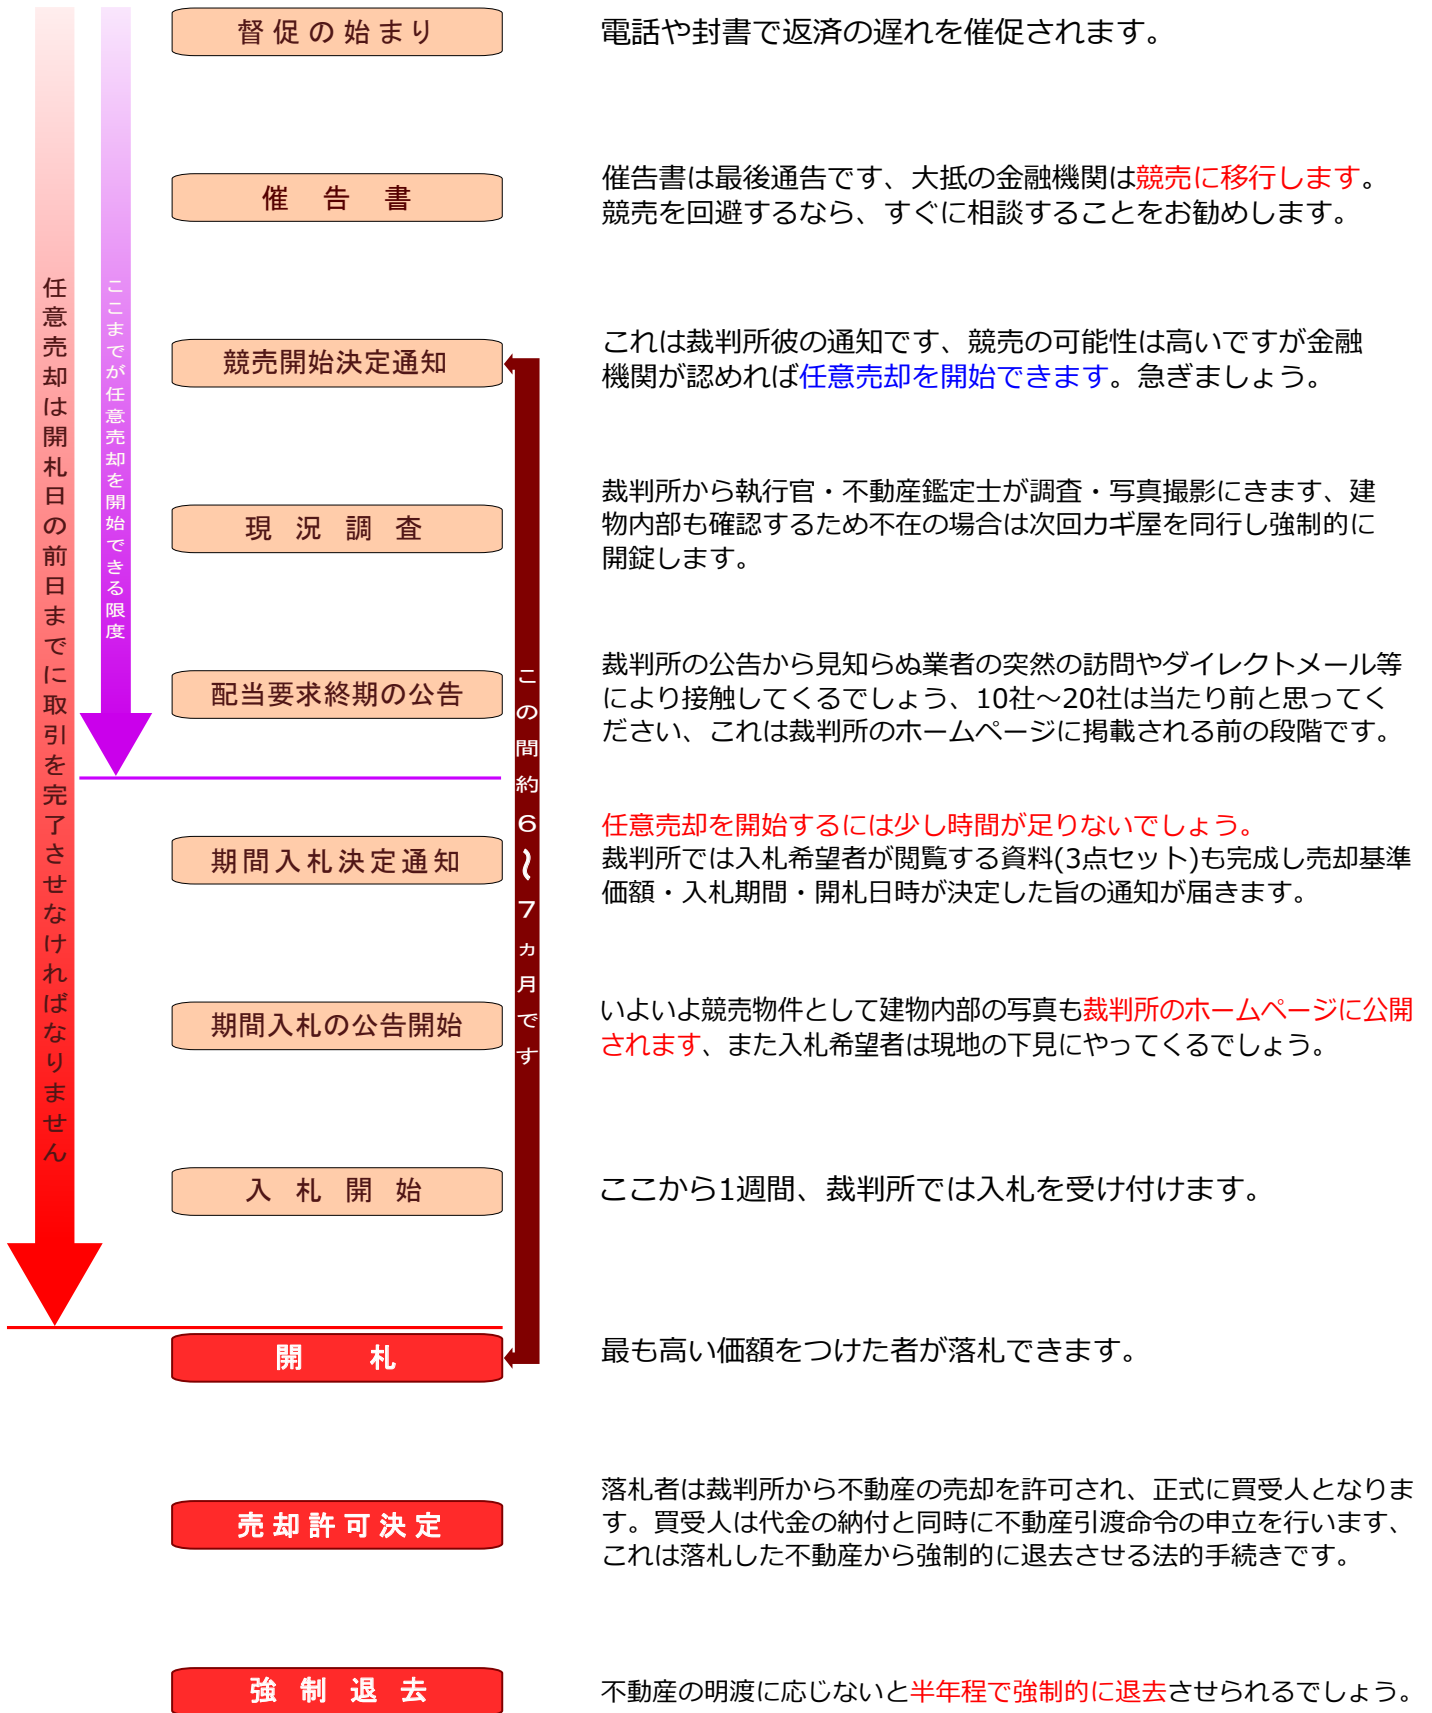 督促の始まり
電話や封書で返済の遅れを催促されます。
催告書
催告書は最後通告です、大抵の金融機関は競売に移行します。
競売を回避するなら、すぐに相談することをお勧めします。
任意売却は開札日の前日までに取引を完了させなければなりません
ここまでが任意売却を開始できる限度
競売開始決定通知
これは裁判所彼の通知です、競売の可能性は高いですが金融
機関が認めれば任意売却を開始できます。急ぎましょう。
現況調査
裁判所から執行官・不動産鑑定士が調査・写真撮影にきます、建
物内部も確認するため不在の場合は次回カギ屋を同行し強制的に
開錠します。
この間約6～7ヵ月です
配当要求終期の公告
裁判所の公告から見知らぬ業者の突然の訪問やダイレクトメール等
により接触してくるでしょう、10社～20社は当たり前と思ってく
ださい、これは裁判所のホームページに掲載される前の段階です。
期間入札決定通知
任意売却を開始するには少し時間が足りないでしょう。
裁判所では入札希望者が閲覧する資料(3点セット)も完成し売却基準
価額・入札期間・開札日時が決定した旨の通知が届きます。
期間入札の公告開始
いよいよ競売物件として建物内部の写真も裁判所のホームページに公開
されます、また入札希望者は現地の下見にやってくるでしょう。
入札開始
ここから1週間、裁判所では入札を受け付けます。
開札
最も高い価額をつけた者が落札できます。
売却許可決定
落札者は裁判所から不動産の売却を許可され、正式に買受人となりま
す。買受人は代金の納付と同時に不動産引渡命令の申立を行います、
これは落札した不動産から強制的に退去させる法的手続きです。
強制退去
不動産の明渡に応じないと半年程で強制的に退去させられるでしょう。